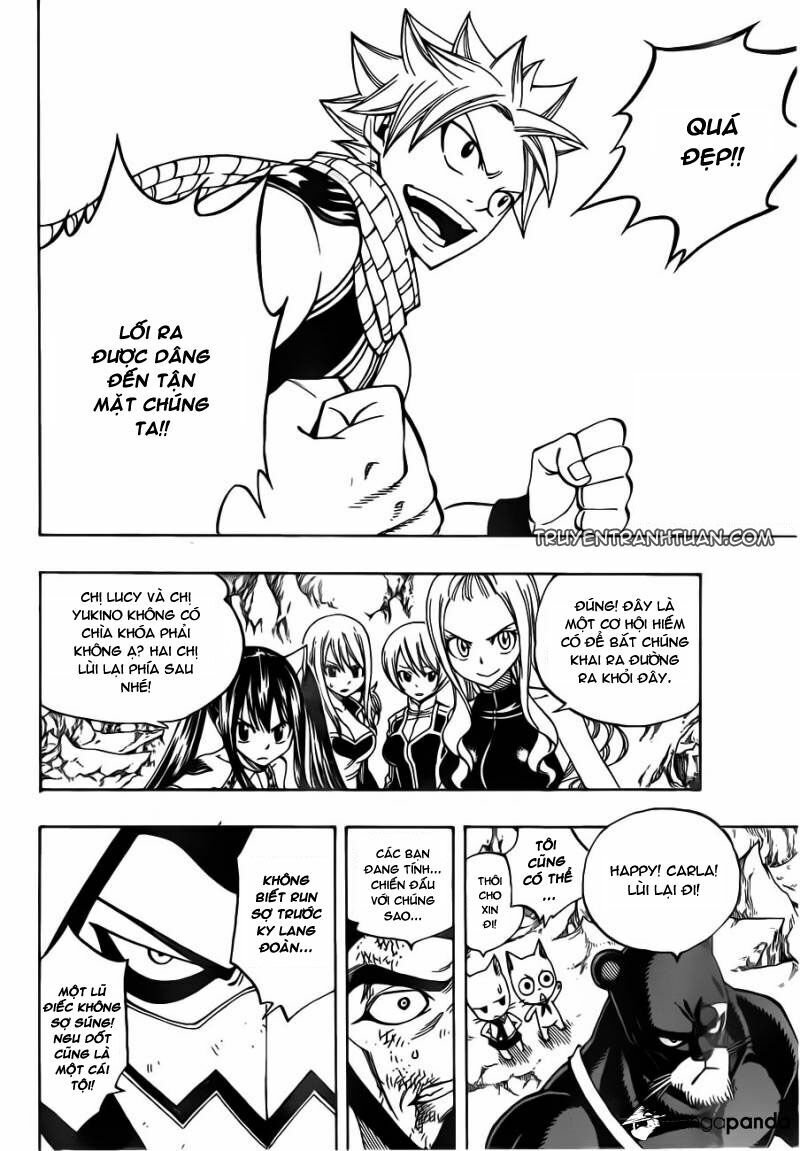 QUÁ
ĐẸP!!
LỐI RA
ĐƯỢC DÂNG
ĐẾN TẬN
MẶT CHÚNG
TA!!
TRUYENTRANHTUAN.COM
ĐÚNG! ĐÂY LÀ
MỘT CƠ HỘI HIẾM
CÓ ĐỂ BẮT CHÚNG
KHAI RA ĐƯỜNG
RA KHỎI ĐÂY.
CHỊ LUCY VÀ CHỊ
YUKINO KHÔNG CÓ
CHÌA KHÓA PHẢI
KHÔNG Ạ? HAI CHỊ
LÙI LẠI PHÍA SAU
NHÉ!
HAPPY! CARLA!
LÙI LẠI ĐI!
TÔI
CŨNG
CÓ THỂ
...
THÔI
CHO
XIN
ĐI!
CÁC BẠN
ĐANG TÍNH...
CHIẾN ĐẤU
VỚI CHÚNG
SAO...
KHÔNG
BIẾT RUN
SỢ TRƯỚC
KỲ LANG
ĐOÀN...
MỘT LŨ
ĐIẾC KHÔNG
SỢ SÚNG!
NGU DỐT
CŨNG LÀ
MỘT CÁI
TỘI!
mangapanda